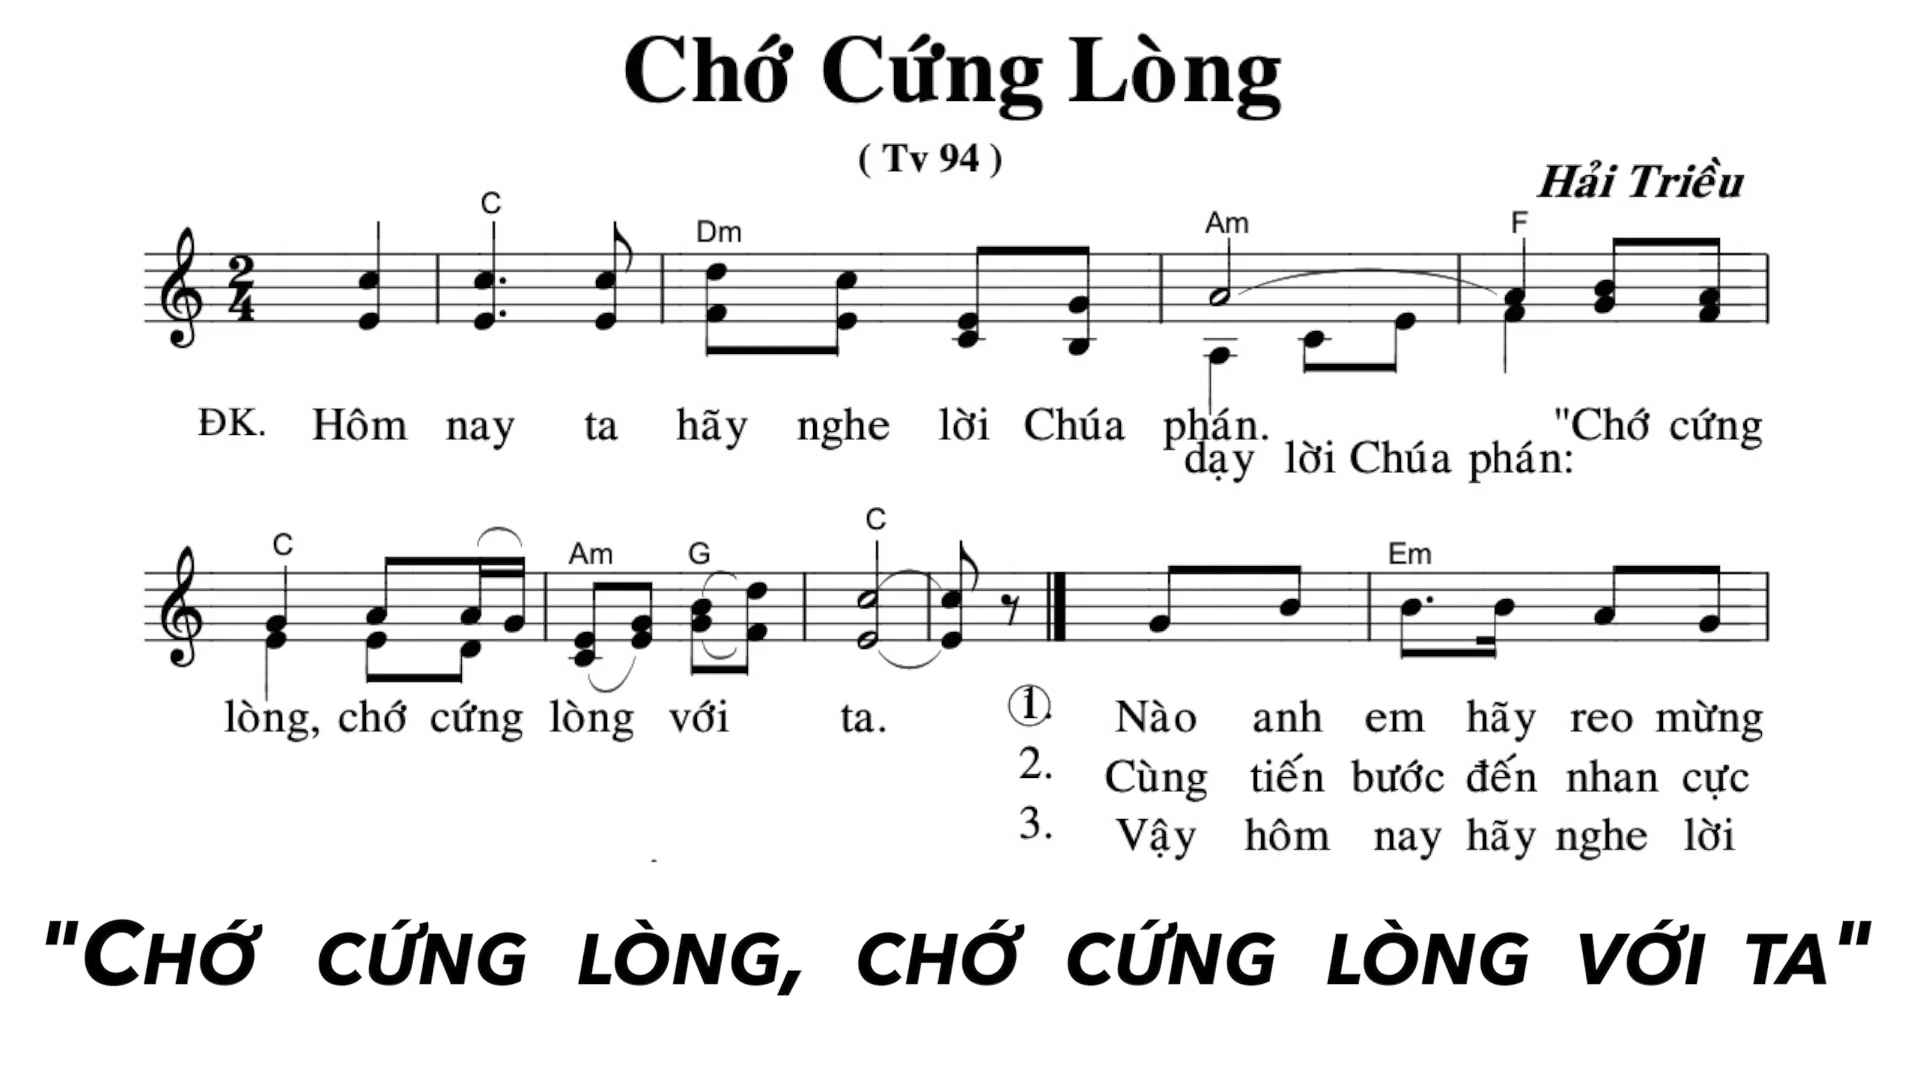 Chớ Cứng Lòng
( Tv 94 )
Hải Triều
C Dm Am F
ĐK. Hôm nay ta hãy nghe lời Chúa phán. "Chớ cứng
dạy lời Chúa phán:
C Am G C Em
lòng, chớ cứng lòng với ta. 1. Nào anh em hãy reo mừng
2. Cùng tiến bước đến nhan cực
3. Vậy hôm nay hãy nghe lời
"CHỚ CỨNG LÒNG, CHỚ CỨNG LÒNG VỚI TA"